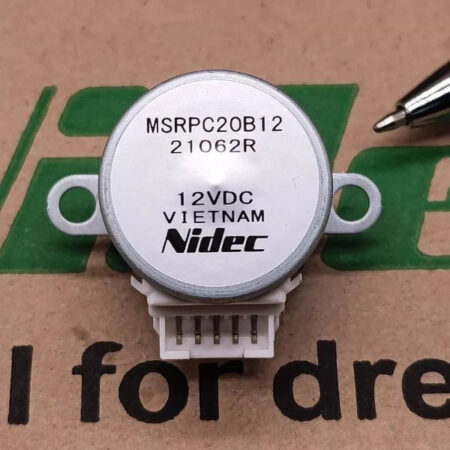 MSRPC20B12
21062R
12VDC
VIETNAM
Nidec
for dre